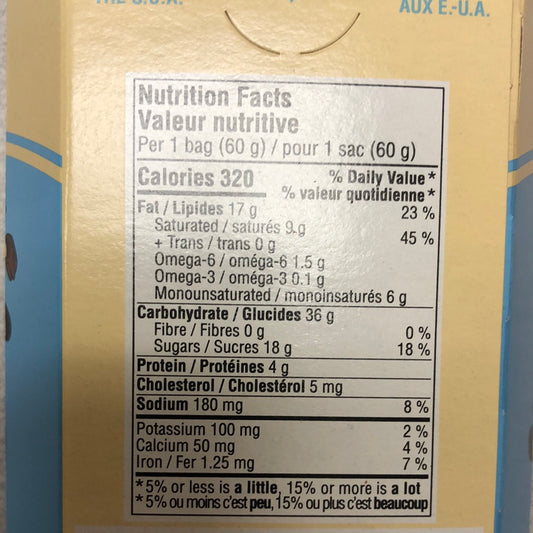 AUX E.-U.A.
Nutrition Facts
Valeur nutritive
Per 1 bag (60 g) / pour 1 sac (60 g)
Calories 320
% Daily Value *
% valeur quotidienne *
Fat / Lipides 17 g 23 %
Saturated / saturés 9 g
+ Trans / trans 0 g 45 %
Omega-6 / oméga-6 1.5 g
Omega-3 / oméga-3 0.1 g
Monounsaturated / monoinsaturés 6 g
Carbohydrate / Glucides 36 g
Fibre / Fibres 0 g 0 %
Sugars / Sucres 18 g 18 %
Protein / Protéines 4 g
Cholesterol / Cholestérol 5 mg
Sodium 180 mg 8 %
Potassium 100 mg 2 %
Calcium 50 mg 4 %
Iron / Fer 1.25 mg 7 %
*5% or less is a little, 15% or more is a lot
*5% ou moins c'est peu, 15% ou plus c'est beaucoup